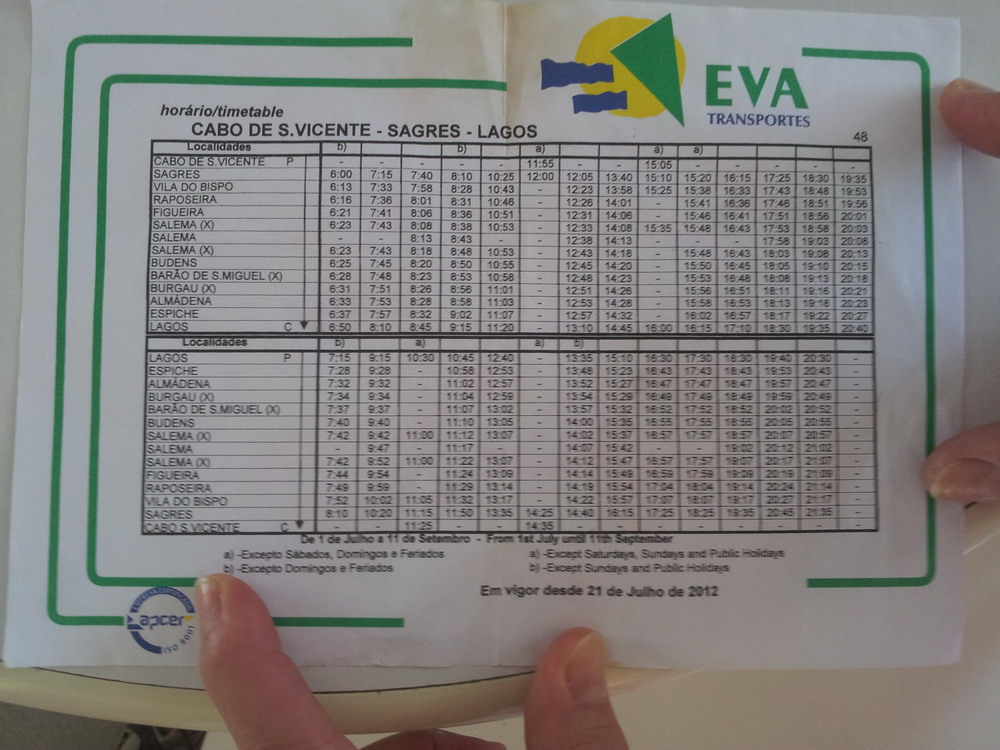 EVA
TRANSPORTES
horário/timetable
CABO DE S.VICENTE - SAGRES - LAGOS
48
Localidades b) b) a) a) a)
CABO DE S.VICENTE P - - - - - 11:55 - - 15:05 - - - - -
SAGRES 6:00 7:15 7:40 8:10 10:25 12:00 12:05 13:40 15:10 15:20 16:15 17:25 18:30 19:35
VILA DO BISPO 6:13 7:33 7:58 8:28 10:43 - 12:23 13:58 15:25 15:38 16:33 17:43 18:48 19:53
RAPOSEIRA 6:16 7:36 8:01 8:31 10:46 - 12:26 14:01 - 15:41 16:36 17:46 18:51 19:56
FIGUEIRA 6:21 7:41 8:06 8:36 10:51 - 12:31 14:06 - 15:46 16:41 17:51 18:56 20:01
SALEMA (X) 6:23 7:43 8:08 8:38 10:53 - 12:33 14:08 15:35 15:48 16:43 17:53 18:58 20:03
SALEMA - - 8:13 8:43 - - 12:38 14:13 - - - 17:58 19:03 20:08
SALEMA (X) 6:23 7:43 8:18 8:48 10:53 - 12:43 14:18 - 15:48 16:43 18:03 19:08 20:13
BUDENS 6:25 7:45 8:20 8:50 10:55 - 12:45 14:20 - 15:50 16:45 18:05 19:10 20:15
BARÃO DE S.MIGUEL (X) 6:28 7:48 8:23 8:53 10:58 - 12:48 14:23 - 15:53 16:48 18:08 19:13 20:18
BURGAU (X) 6:31 7:51 8:26 8:56 11:01 - 12:51 14:26 - 15:56 16:51 18:11 19:16 20:21
ALMÁDENA 6:33 7:53 8:28 8:58 11:03 - 12:53 14:28 - 15:58 16:53 18:13 19:18 20:23
ESPICHE 6:37 7:57 8:32 9:02 11:07 - 12:57 14:32 - 16:02 16:57 18:17 19:22 20:27
LAGOS C 6:50 8:10 8:45 9:15 11:20 - 13:10 14:45 16:00 16:15 17:10 18:30 19:35 20:40
Localidades b) a) a) b)
LAGOS P 7:15 9:15 10:30 10:45 12:40 - 13:35 15:10 16:30 17:30 18:30 19:40 20:30 -
ESPICHE 7:28 9:28 - 10:58 12:53 - 13:48 15:23 16:43 17:43 18:43 19:53 20:43 -
ALMÁDENA 7:32 9:32 - 11:02 12:57 - 13:52 15:27 16:47 17:47 18:47 19:57 20:47 -
BURGAU (X) 7:34 9:34 - 11:04 12:59 - 13:54 15:29 16:49 17:49 18:49 19:59 20:49 -
BARÃO DE S.MIGUEL (X) 7:37 9:37 - 11:07 13:02 - 13:57 15:32 16:52 17:52 18:52 20:02 20:52 -
BUDENS 7:40 9:40 - 11:10 13:05 - 14:00 15:35 16:55 17:55 18:55 20:05 20:55 -
SALEMA (X) 7:42 9:42 11:00 11:12 13:07 - 14:02 15:37 16:57 17:57 18:57 20:07 20:57 -
SALEMA - 9:47 - 11:17 - - 14:07 15:42 - - 19:02 20:12 21:02 -
SALEMA (X) 7:42 9:52 11:00 11:22 13:07 - 14:12 15:47 16:57 17:57 19:07 20:17 21:07 -
FIGUEIRA 7:44 9:54 - 11:24 13:09 - 14:14 15:49 16:59 17:59 19:09 20:19 21:09 -
RAPOSEIRA 7:49 9:59 - 11:29 13:14 - 14:19 15:54 17:04 18:04 19:14 20:24 21:14 -
VILA DO BISPO 7:52 10:02 11:05 11:32 13:17 - 14:22 15:57 17:07 18:07 19:17 20:27 21:17 -
SAGRES 8:10 10:20 11:15 11:50 13:35 14:25 14:40 16:15 17:25 18:25 19:35 20:45 21:35 -
CABO S.VICENTE C - - 11:25 - - 14:35 - - - - - - - -
De 1 de Julho a 11 de Setembro - From 1st July until 11th September
a) -Excepto Sábados, Domingos e Feriados a) -Except Saturdays, Sundays and Public Holidays
b) -Excepto Domingos e Feriados b) -Except Sundays and Public Holidays
Em vigor desde 21 de Julho de 2012
apcer
ISO 9001